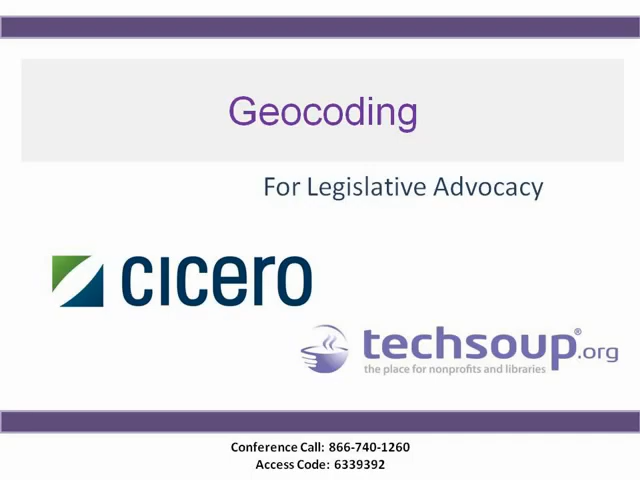 Geocoding
For Legislative Advocacy
cicero
techsoup®.org
the place for nonprofits and libraries
Conference Call: 866-740-1260
Access Code: 6339392